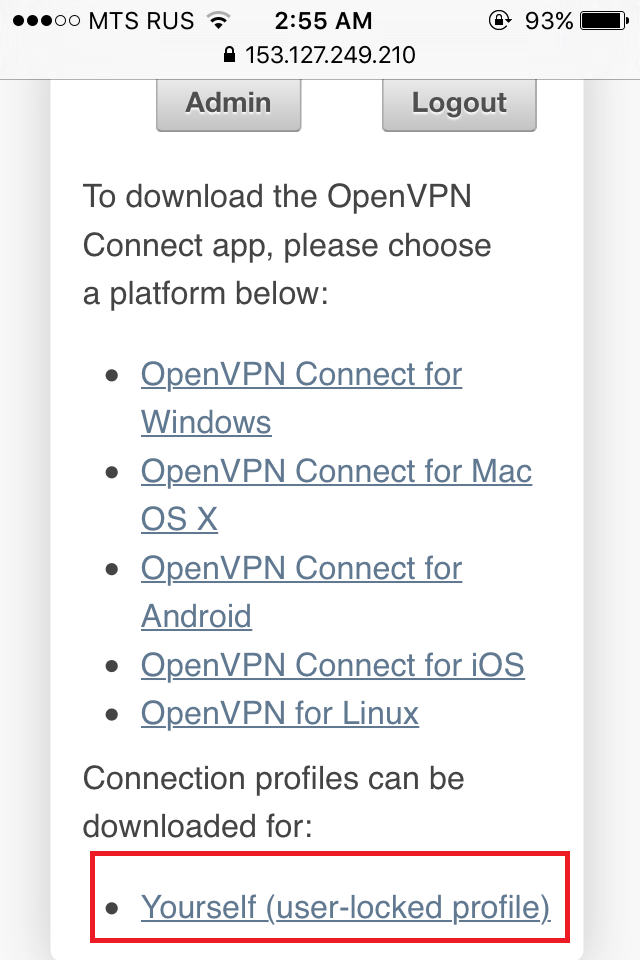 MTS RUS 2:55 AM 93%
153.127.249.210
Admin Logout
To download the OpenVPN
Connect app, please choose
a platform below:
OpenVPN Connect for
Windows
OpenVPN Connect for Mac
OS X
OpenVPN Connect for
Android
OpenVPN Connect for iOS
OpenVPN for Linux
Connection profiles can be
downloaded for:
Yourself (user-locked profile)